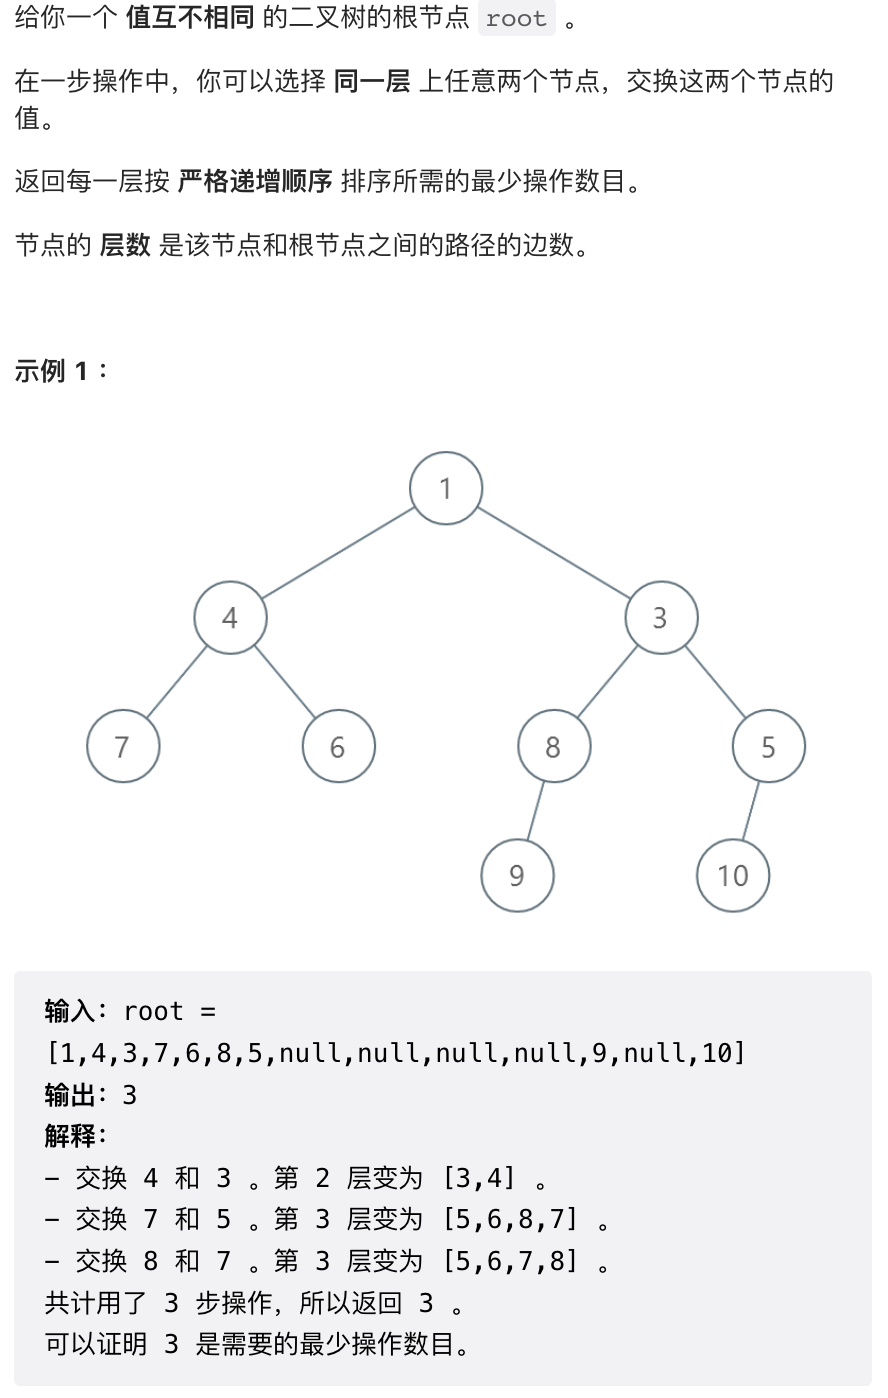 给你一个 值互不相同 的二叉树的根节点 root 。
在一步操作中，你可以选择 同一层 上任意两个节点，交换这两个节点的
值。
返回每一层按 严格递增顺序 排序所需的最少操作数目。
节点的 层数 是该节点和根节点之间的路径的边数。
示例 1 ：
1
4 3
7 6 8 5
9 10
输入：root =
[1,4,3,7,6,8,5,null,null,null,null,9,null,10]
输出：3
解释：
- 交换 4 和 3 。第 2 层变为 [3,4] 。
- 交换 7 和 5 。第 3 层变为 [5,6,8,7] 。
- 交换 8 和 7 。第 3 层变为 [5,6,7,8] 。
共计用了 3 步操作，所以返回 3 。
可以证明 3 是需要的最少操作数目。